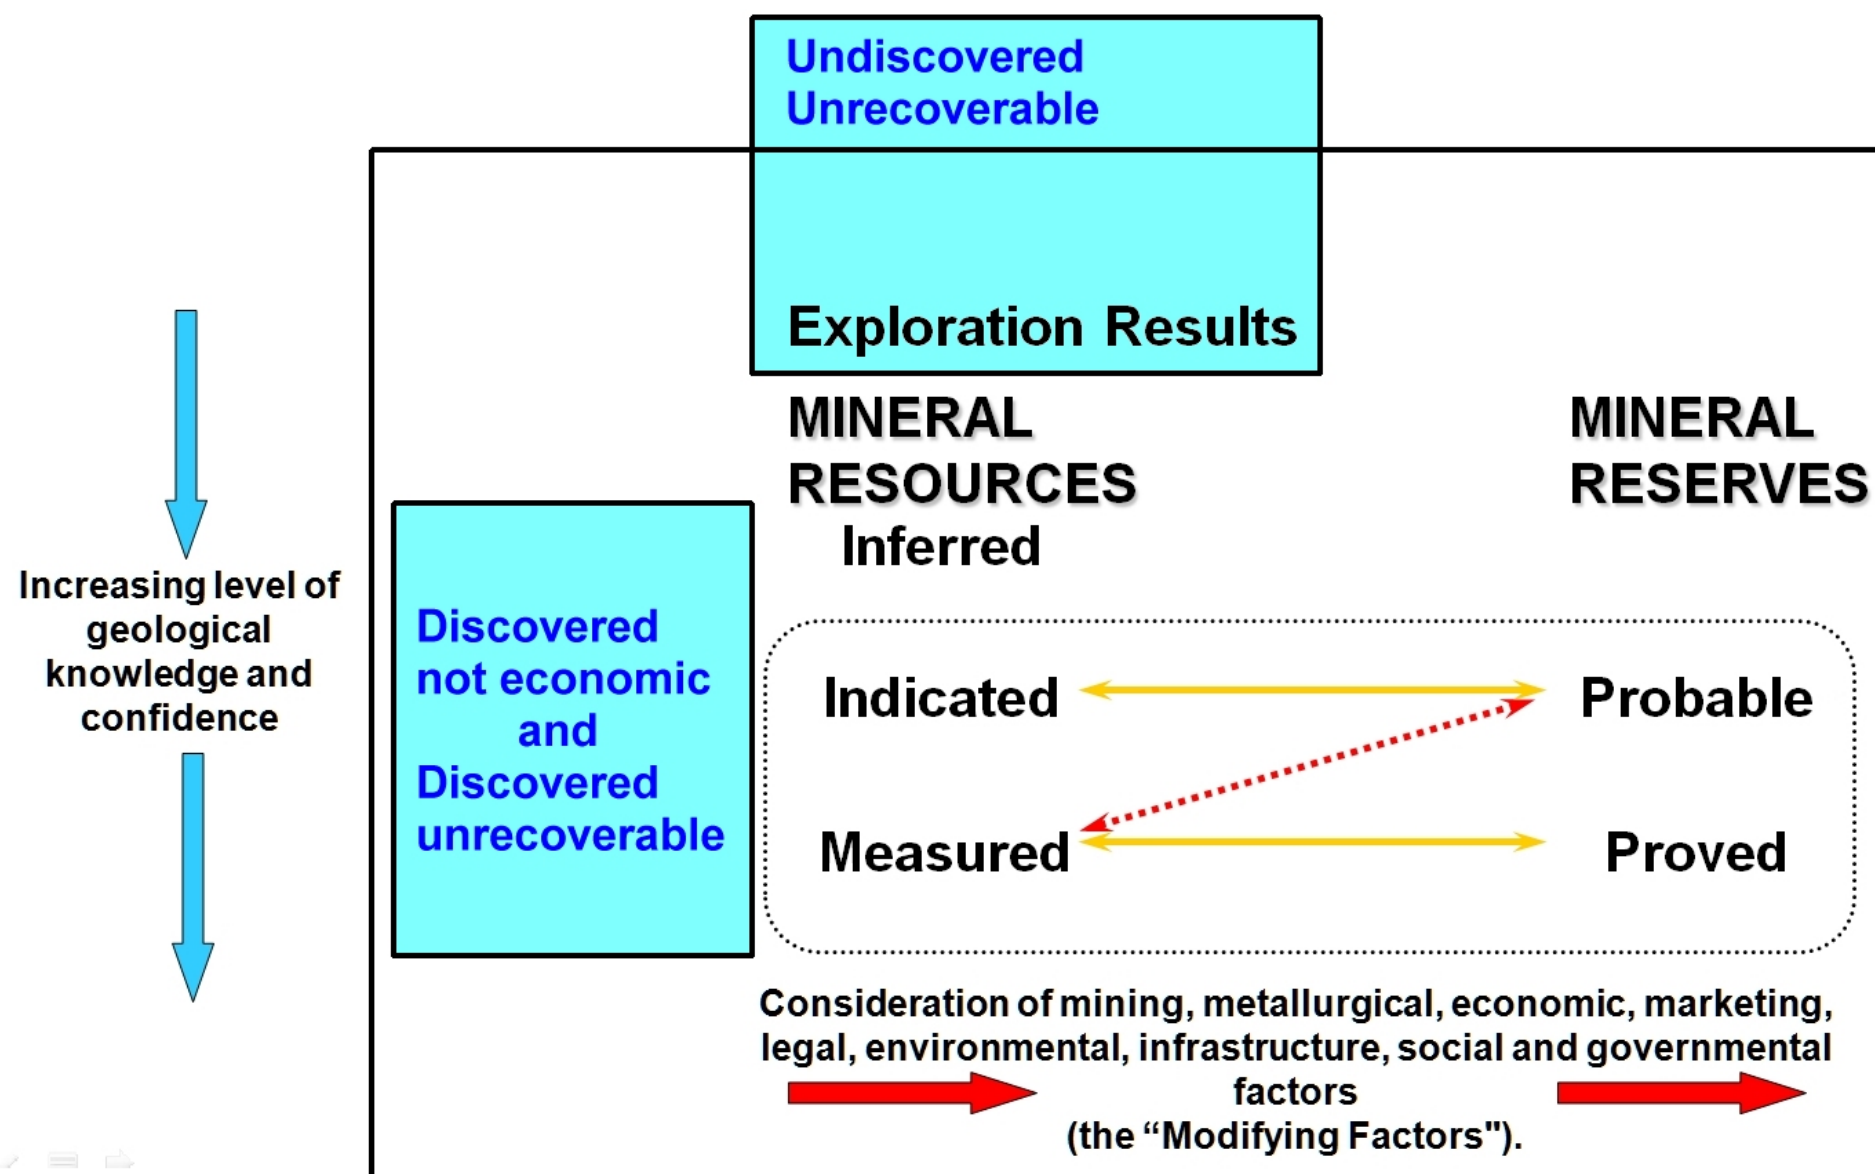 Undiscovered
Unrecoverable
Exploration Results
MINERAL
RESOURCES
Inferred
MINERAL
RESERVES
Increasing level of
geological
knowledge and
confidence
Discovered
not economic
and
Discovered
unrecoverable
Indicated
Probable
Measured
Proved
Consideration of mining, metallurgical, economic, marketing,
legal, environmental, infrastructure, social and governmental
factors
(the “Modifying Factors").